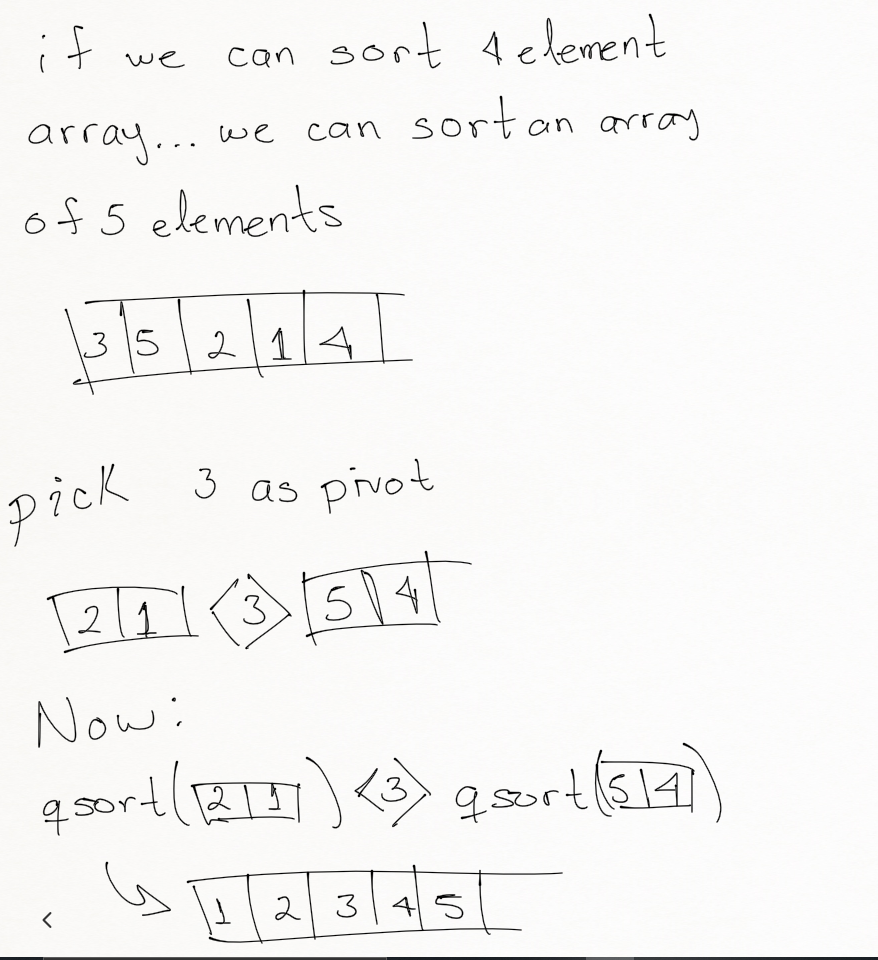 if we can sort 4 element
array... we can sort an array
of 5 elements
3 5 2 1 4
pick 3 as pivot
2 1 <3> 5 4
Now:
qsort(2 1) <3> qsort(5 4)
< ↳ 1 2 3 4 5